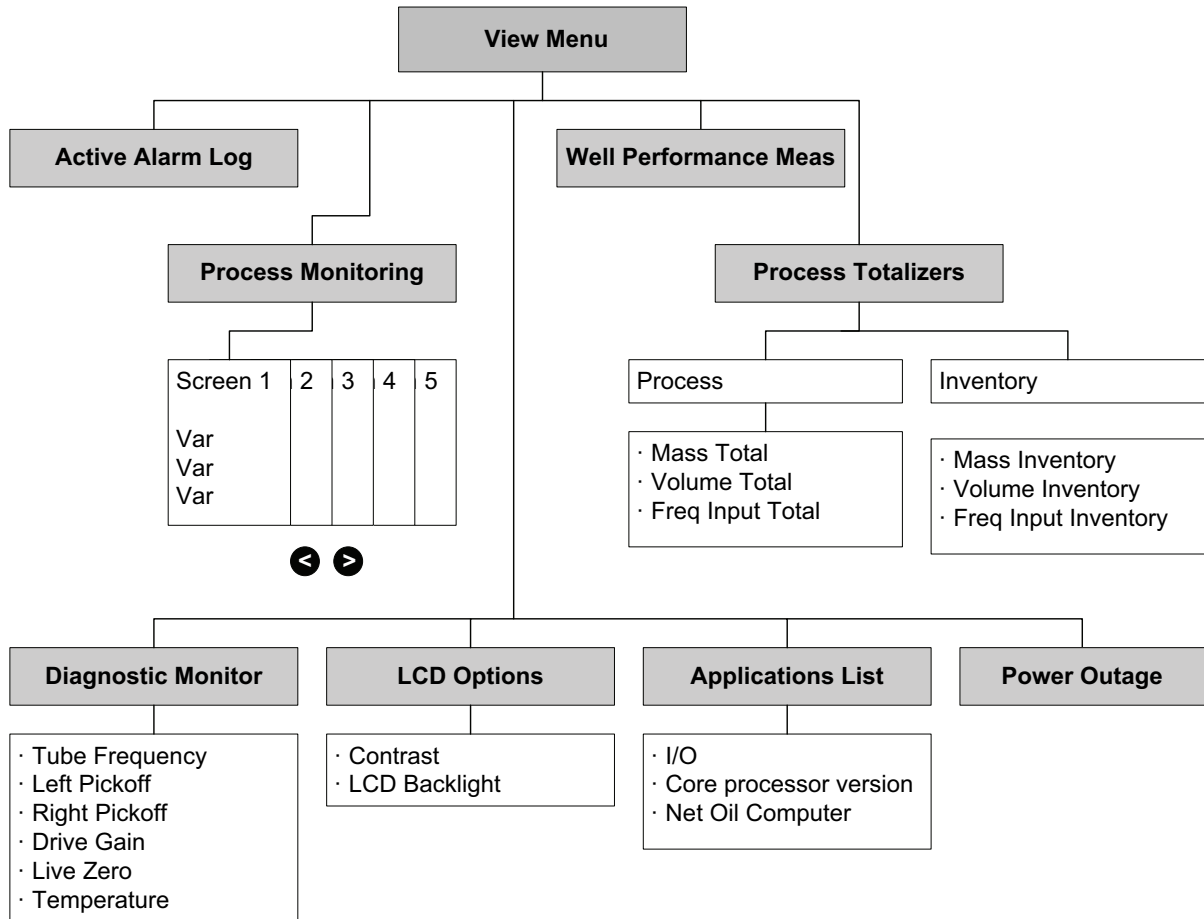 View Menu
Active Alarm Log
Well Performance Meas
Process Monitoring
Process Totalizers
Screen 1
2
3
4
5
Var
Var
Var
< >
Process
Inventory
· Mass Total
· Volume Total
· Freq Input Total
· Mass Inventory
· Volume Inventory
· Freq Input Inventory
Diagnostic Monitor
LCD Options
Applications List
Power Outage
· Tube Frequency
· Left Pickoff
· Right Pickoff
· Drive Gain
· Live Zero
· Temperature
· Contrast
· LCD Backlight
· I/O
· Core processor version
· Net Oil Computer